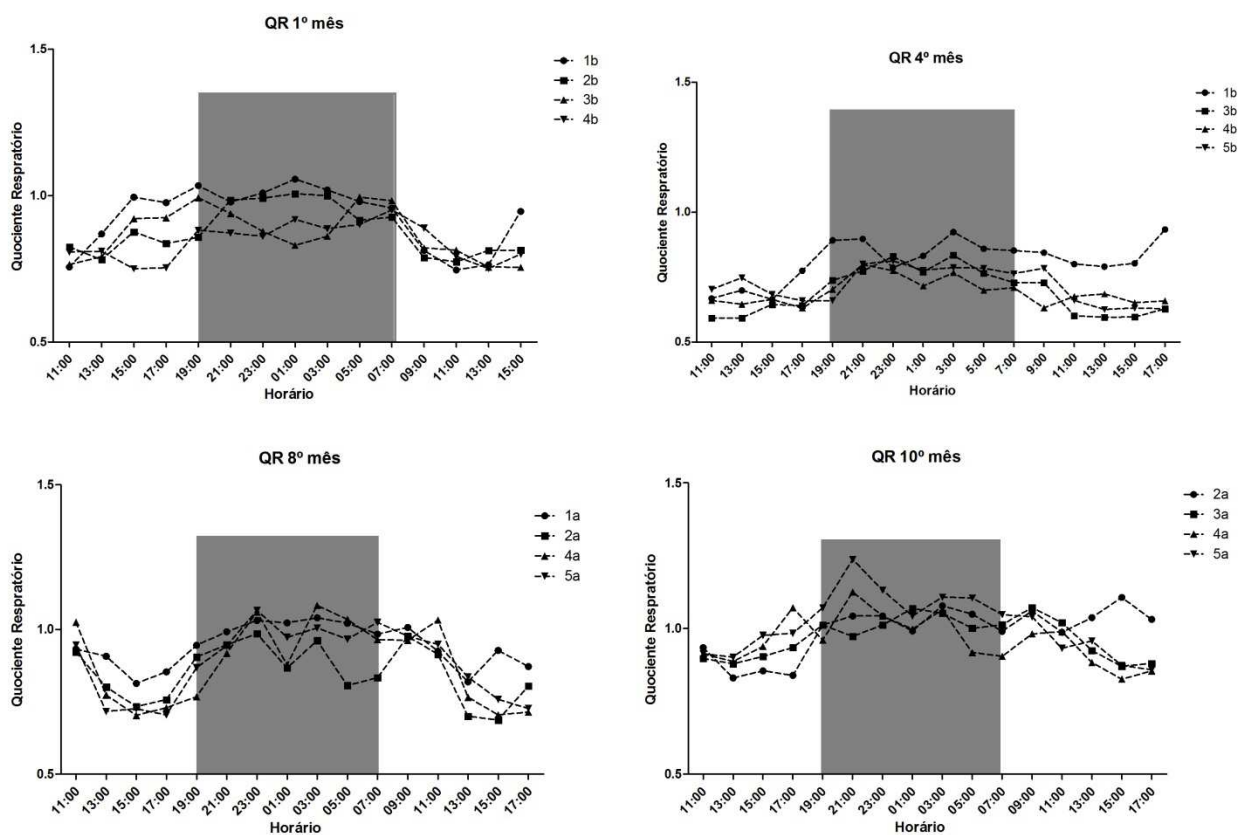 QR 1º mês
1.5
1.0
0.5
Quociente Respratório
1b
2b
3b
4b
11:00
13:00
15:00
17:00
19:00
21:00
23:00
01:00
03:00
05:00
07:00
09:00
11:00
13:00
15:00
Horário
QR 4º mês
1.5
1.0
0.5
Quociente Respratório
1b
3b
4b
5b
11:00
13:00
15:00
17:00
19:00
21:00
23:00
1:00
3:00
5:00
7:00
9:00
11:00
13:00
15:00
17:00
Horário
QR 8º mês
1.5
1.0
0.5
Quociente Respratório
1a
2a
4a
5a
11:00
13:00
15:00
17:00
19:00
21:00
23:00
01:00
03:00
05:00
07:00
09:00
11:00
13:00
15:00
17:00
Horário
QR 10º mês
1.5
1.0
0.5
Quociente Respratório
2a
3a
4a
5a
11:00
13:00
15:00
17:00
19:00
21:00
23:00
01:00
03:00
05:00
07:00
09:00
11:00
13:00
15:00
17:00
Horário